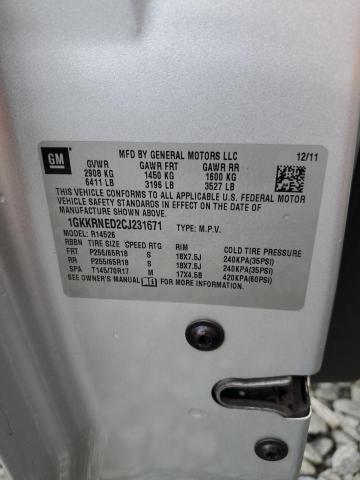 GM
MFD BY GENERAL MOTORS LLC 12/11
GVWR GAWR FRT GAWR RR
2908 KG 1450 KG 1600 KG
6411 LB 3196 LB 3527 LB
THIS VEHICLE CONFORMS TO ALL APPLICABLE U.S. FEDERAL MOTOR
VEHICLE SAFETY AND THEFT PREVENTION STANDARDS IN EFFECT ON THE DATE OF
MANUFACTURE SHOWN ABOVE.
1GKKRNED2CJ231671 TYPE: M.P.V.
MODEL: R14526
RBBN TIRE SIZE SPEED RTG RIM COLD TIRE PRESSURE
FRT P255/65R18 S 18X7.5J 240KPA(35PSI)
RR P255/65R18 S 18X7.5J 240KPA(35PSI)
SPA T145/70R17 M 17X4.5B 420KPA(60PSI)
SEE OWNER'S MANUAL FOR MORE INFORMATION